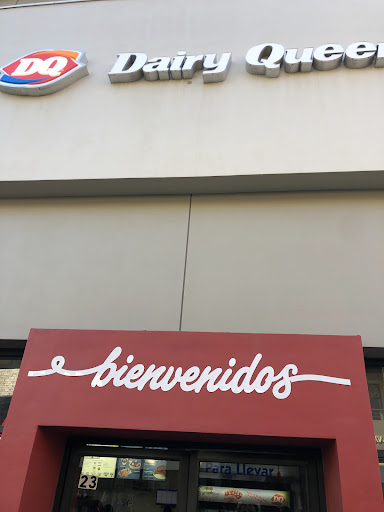 DQ
Dairy Queen
bienvenidos
Para llevar
23